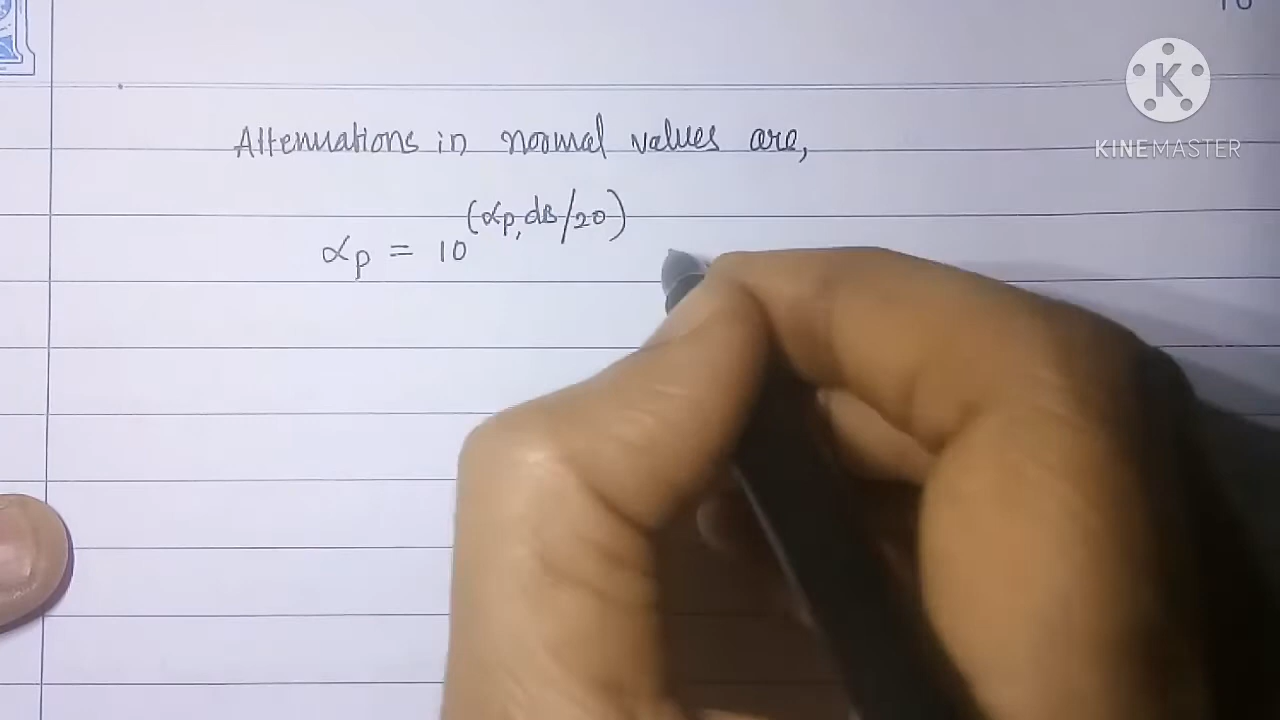 Attenuations in normal values are,
αp = 10^(αp, dB/20)
KINEMASTER